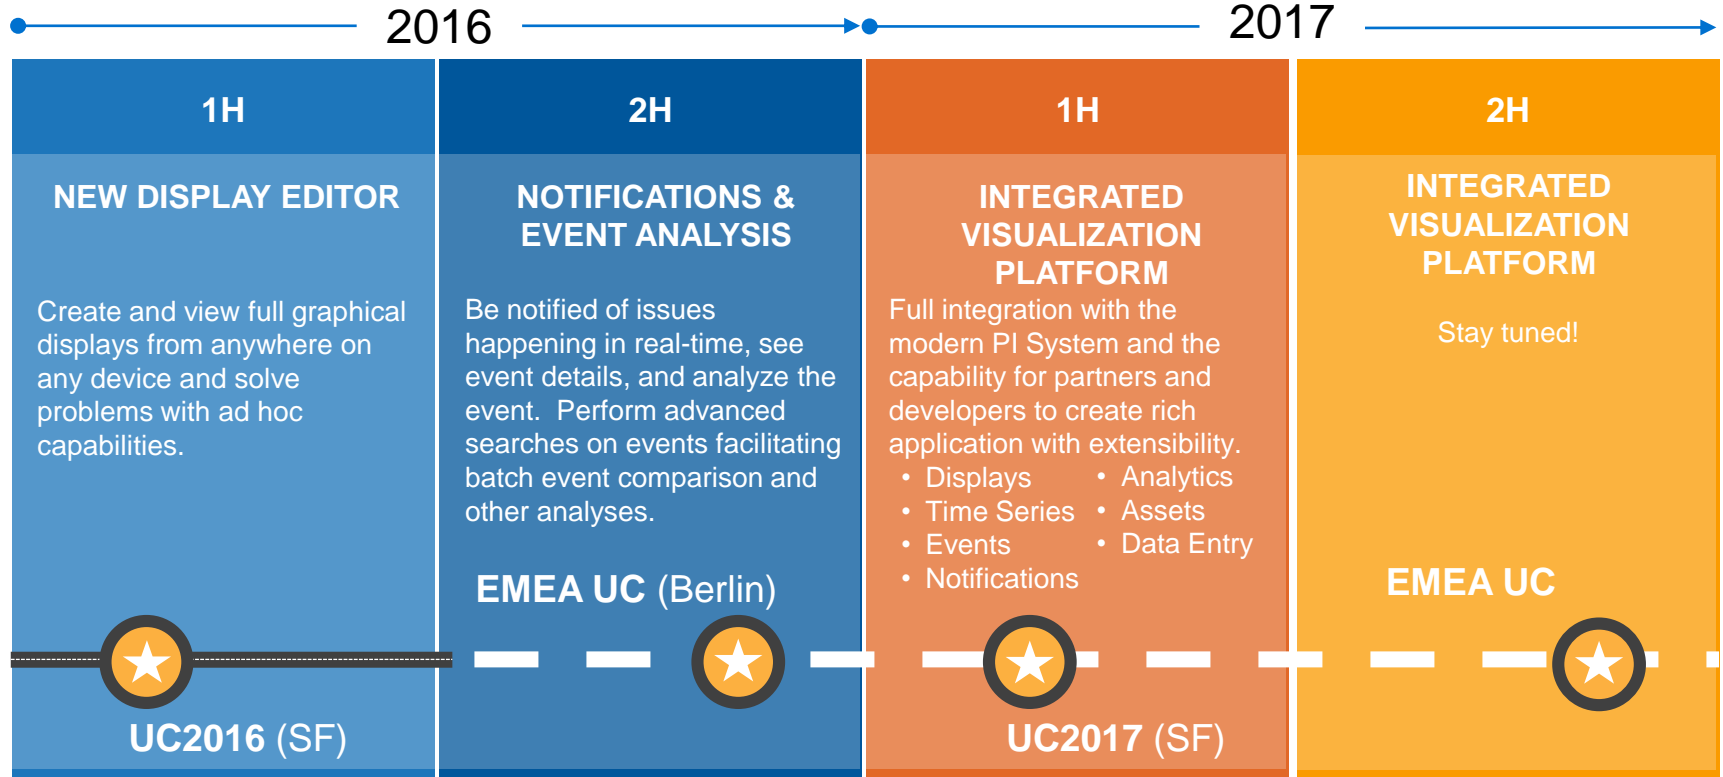 2016
2017
1H
NEW DISPLAY EDITOR
Create and view full graphical
displays from anywhere on
any device and solve
problems with ad hoc
capabilities.
UC2016 (SF)
2H
NOTIFICATIONS &
EVENT ANALYSIS
Be notified of issues
happening in real-time, see
event details, and analyze the
event.  Perform advanced
searches on events facilitating
batch event comparison and
other analyses.
EMEA UC (Berlin)
1H
INTEGRATED
VISUALIZATION
PLATFORM
Full integration with the
modern PI System and the
capability for partners and
developers to create rich
application with extensibility.
• Displays
• Time Series
• Events
• Notifications
• Analytics
• Assets
• Data Entry
UC2017 (SF)
2H
INTEGRATED
VISUALIZATION
PLATFORM
Stay tuned!
EMEA UC